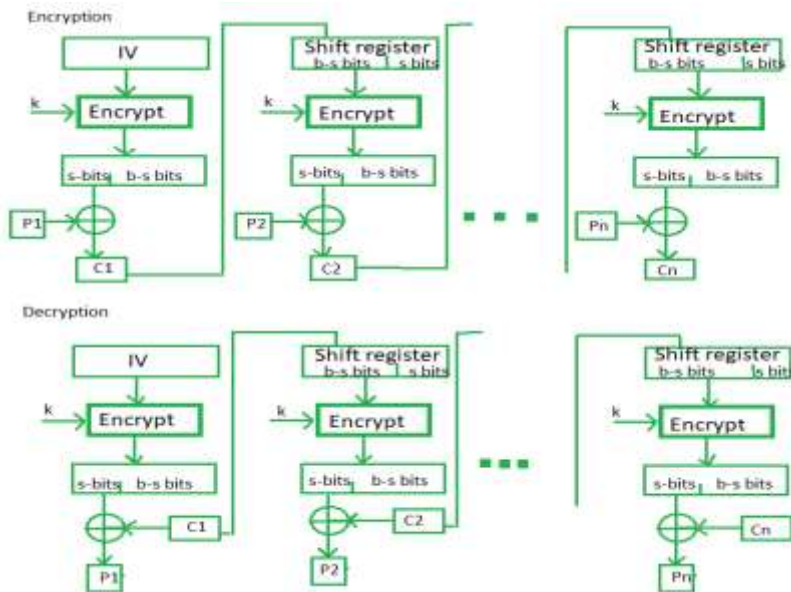 Encryption
IV
Shift register
b-s bits s bits
Shift register
b-s bits s bits
k
Encrypt
k
Encrypt
k
Encrypt
s-bits b-s bits
s-bits b-s bits
s-bits b-s bits
P1
P2
Pn
C1
C2
Cn
Decryption
IV
Shift register
b-s bits s bits
Shift register
b-s bits s bits
k
Encrypt
k
Encrypt
k
Encrypt
s-bits b-s bits
s-bits b-s bits
s-bits b-s bits
C1
C2
Cn
P1
P2
Pn